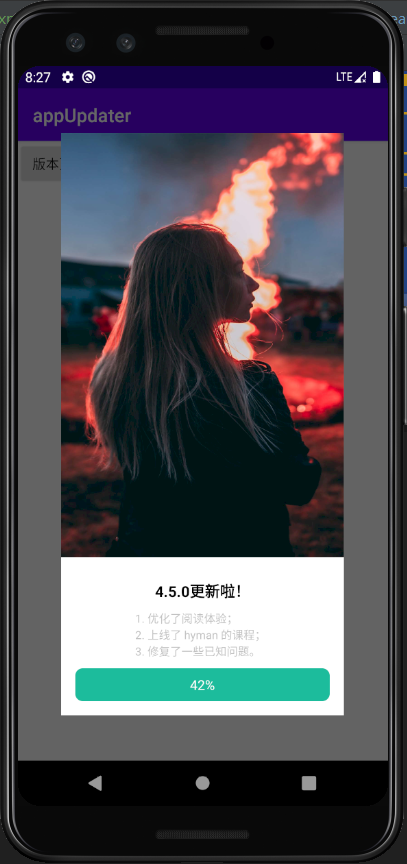 8:27
LTE
appUpdater
版本
4.5.0更新啦！
1. 优化了阅读体验；
2. 上线了 hyman 的课程；
3. 修复了一些已知问题。
42%